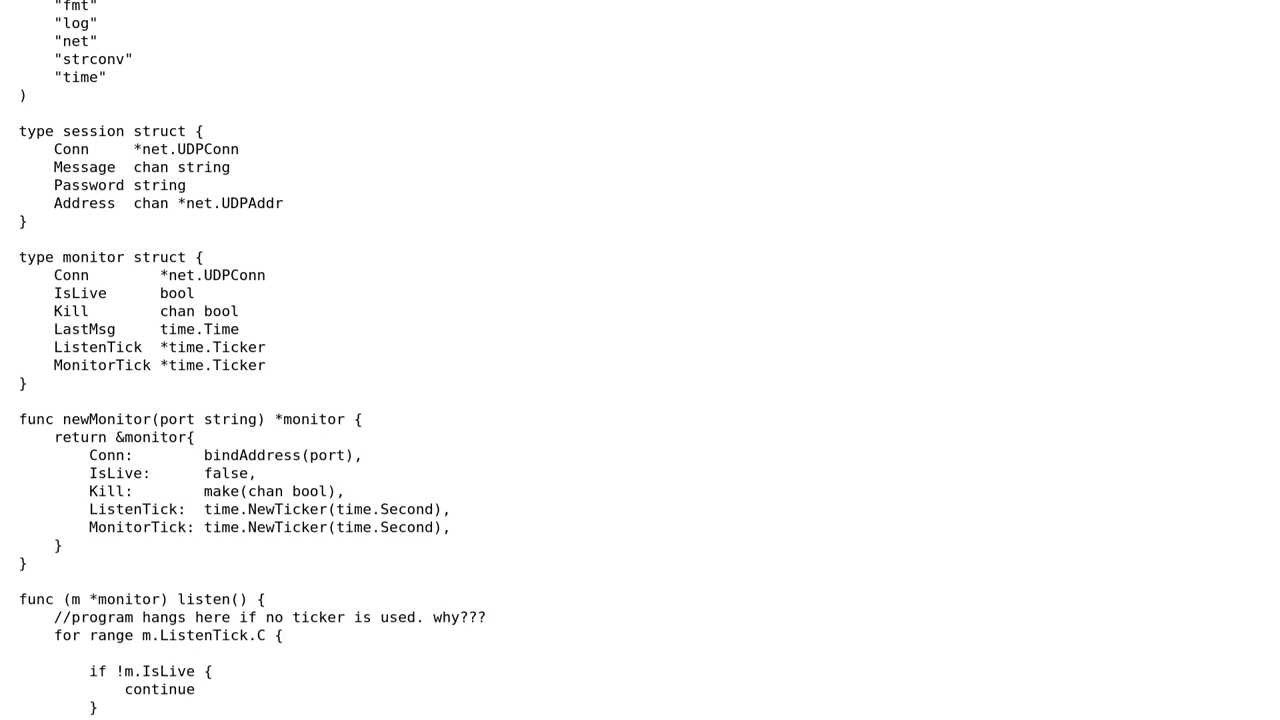 "fmt"
    "log"
    "net"
    "strconv"
    "time"
)

type session struct {
    Conn     *net.UDPConn
    Message  chan string
    Password string
    Address  chan *net.UDPAddr
}

type monitor struct {
    Conn        *net.UDPConn
    IsLive      bool
    Kill        chan bool
    LastMsg     time.Time
    ListenTick  *time.Ticker
    MonitorTick *time.Ticker
}

func newMonitor(port string) *monitor {
    return &monitor{
        Conn:        bindAddress(port),
        IsLive:      false,
        Kill:        make(chan bool),
        ListenTick:  time.NewTicker(time.Second),
        MonitorTick: time.NewTicker(time.Second),
    }
}

func (m *monitor) listen() {
    //program hangs here if no ticker is used. why???
    for range m.ListenTick.C {

        if !m.IsLive {
            continue
        }